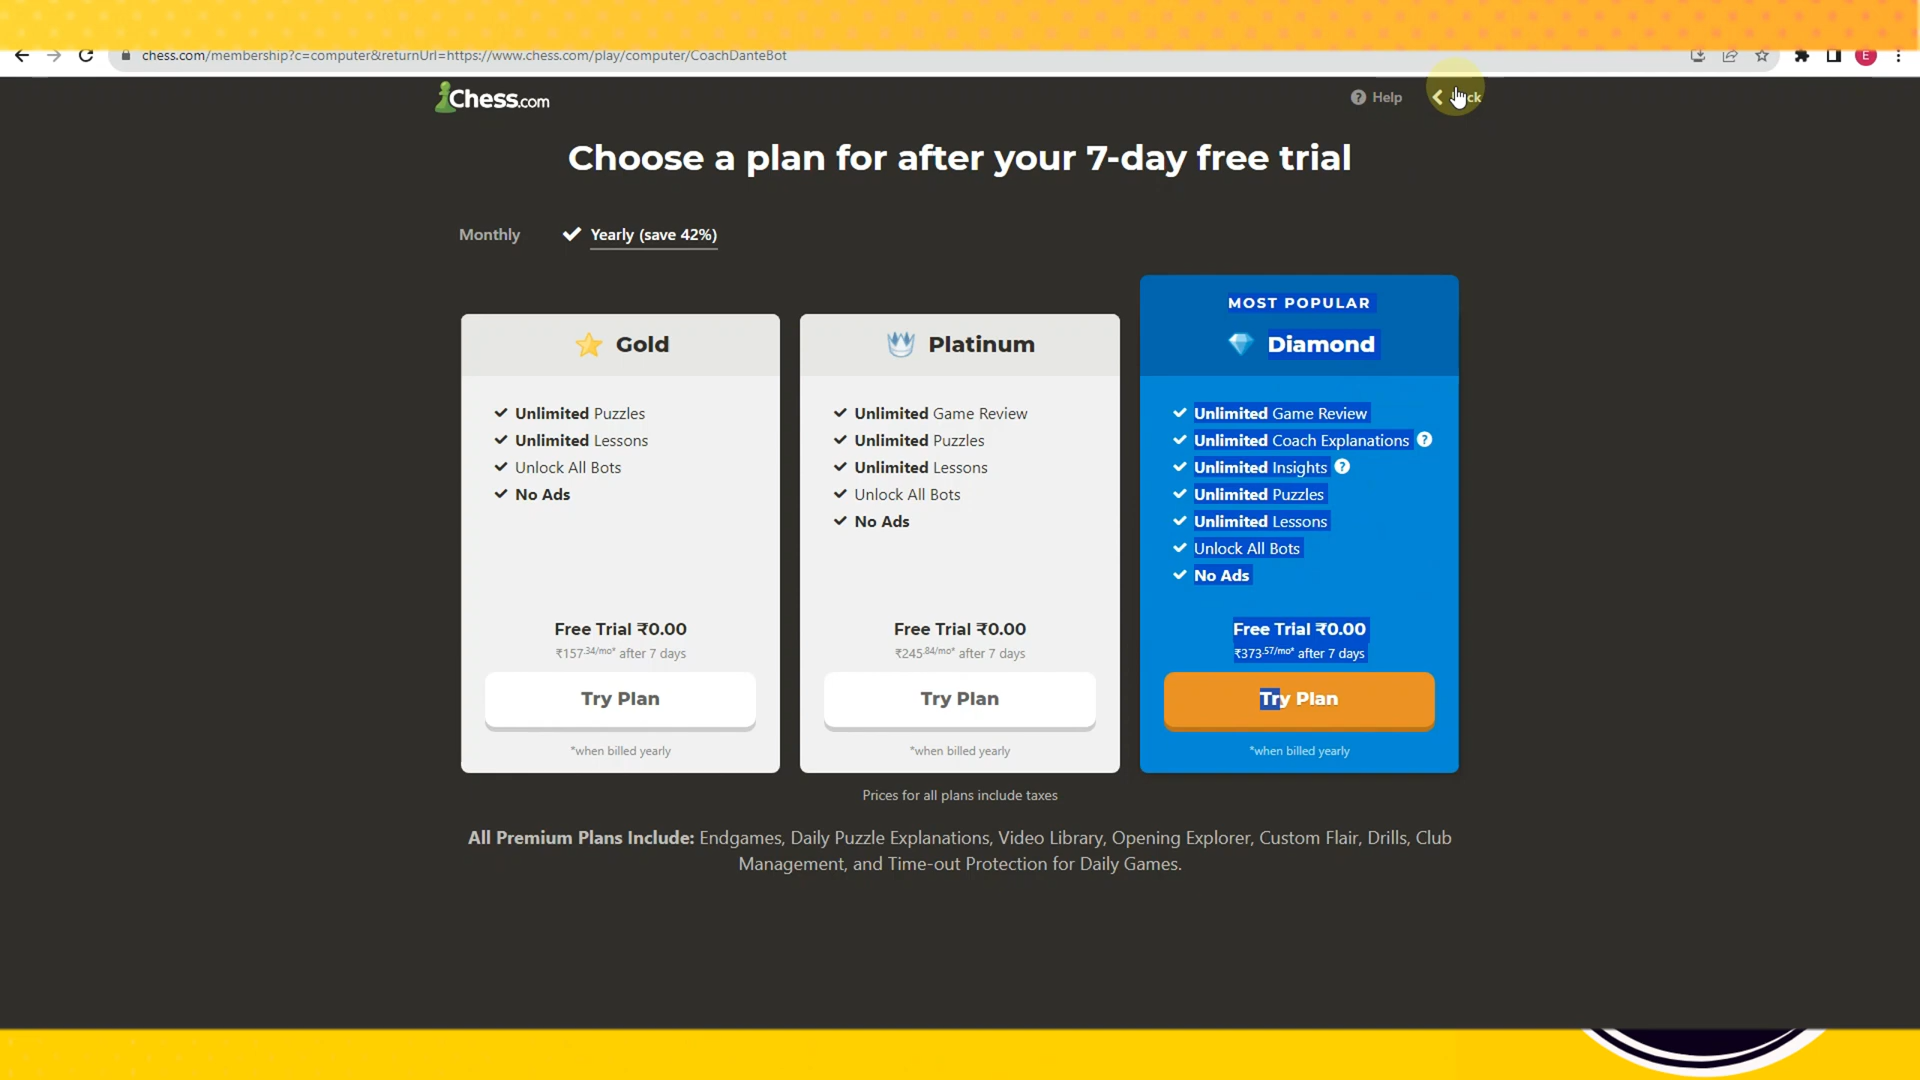 chess.com/membership?c=computer&returnUrl=https://www.chess.com/play/computer/CoachDanteBot
E
Chess.com
? Help
Choose a plan for after your 7-day free trial
Monthly
Yearly (save 42%)
MOST POPULAR
Gold
Unlimited Puzzles
Unlimited Lessons
Unlock All Bots
No Ads
Free Trial ₹0.00
₹157.34/mo* after 7 days
Try Plan
*when billed yearly
Platinum
Unlimited Game Review
Unlimited Puzzles
Unlimited Lessons
Unlock All Bots
No Ads
Free Trial ₹0.00
₹245.84/mo* after 7 days
Try Plan
*when billed yearly
Diamond
Unlimited Game Review
Unlimited Coach Explanations ?
Unlimited Insights ?
Unlimited Puzzles
Unlimited Lessons
Unlock All Bots
No Ads
Free Trial ₹0.00
₹373.57/mo* after 7 days
Try Plan
*when billed yearly
Prices for all plans include taxes
All Premium Plans Include: Endgames, Daily Puzzle Explanations, Video Library, Opening Explorer, Custom Flair, Drills, Club
Management, and Time-out Protection for Daily Games.